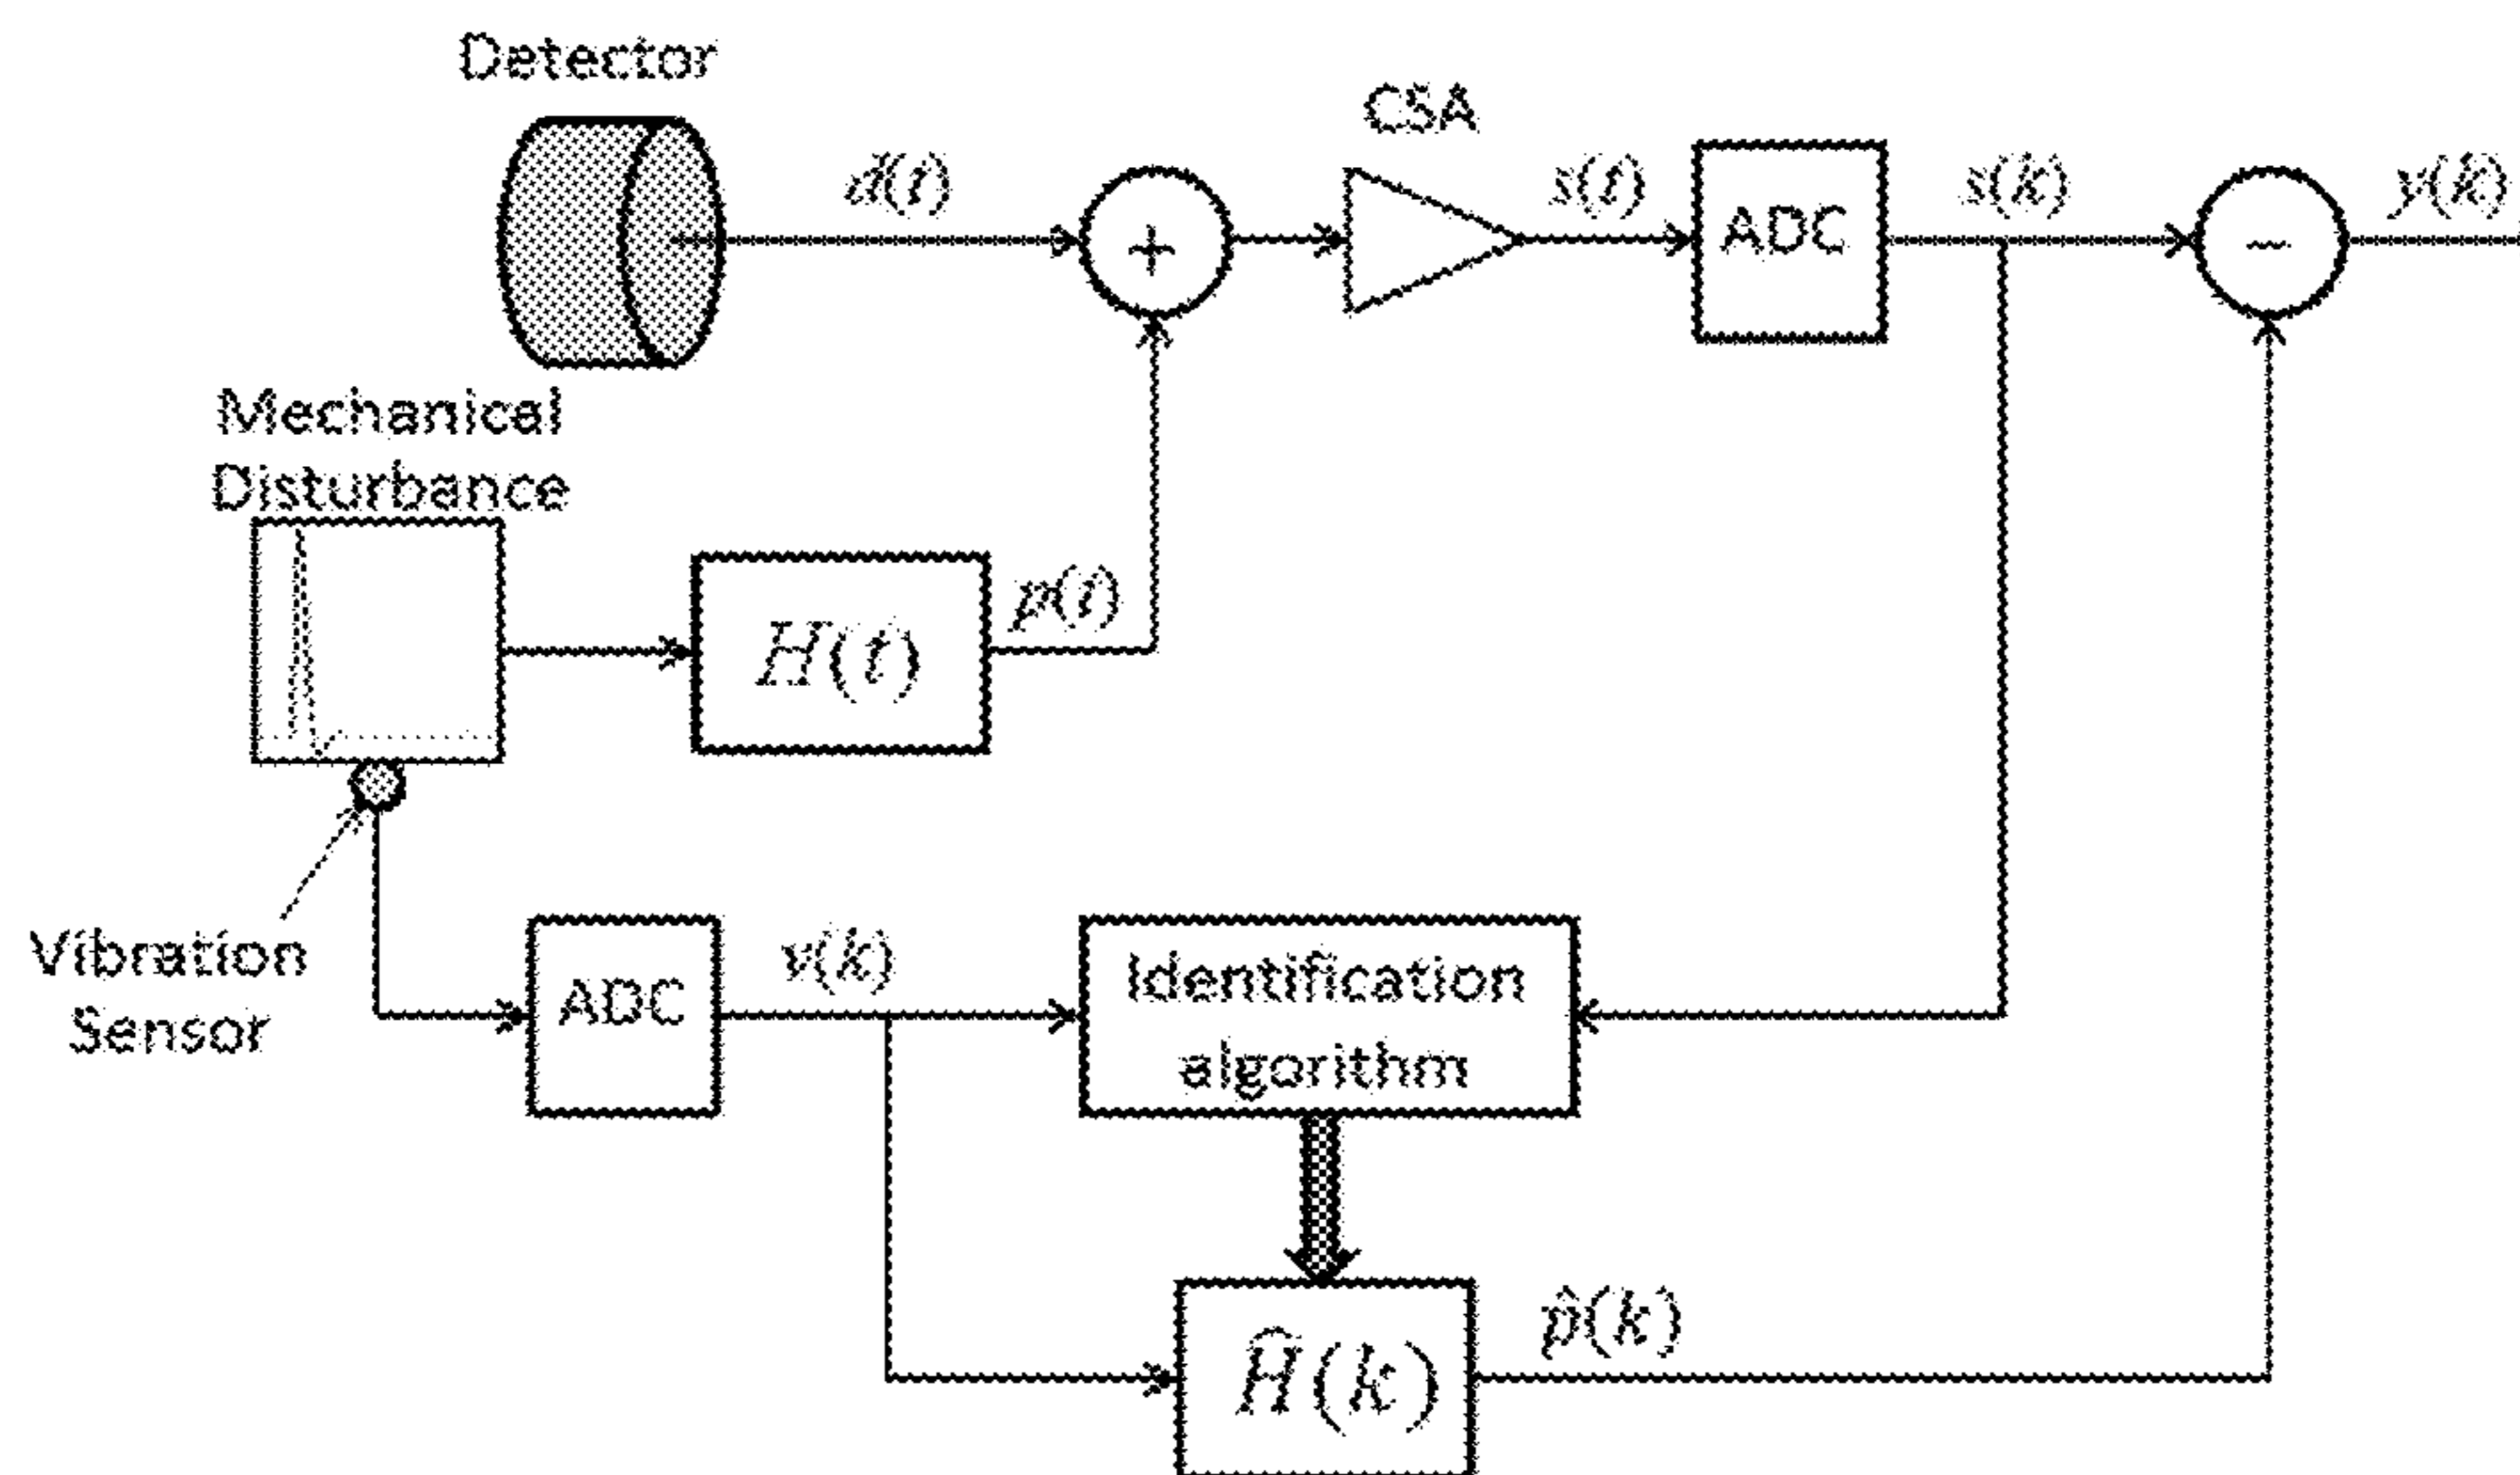 Detector
CSA
d(t)
s(t)
ADC
s(k)
y(k)
+
−
Mechanical
Disturbance
H(t)
p(t)
Vibration
Sensor
ADC
v(k)
Identification
algorithm
Ĥ(k)
p̂(k)